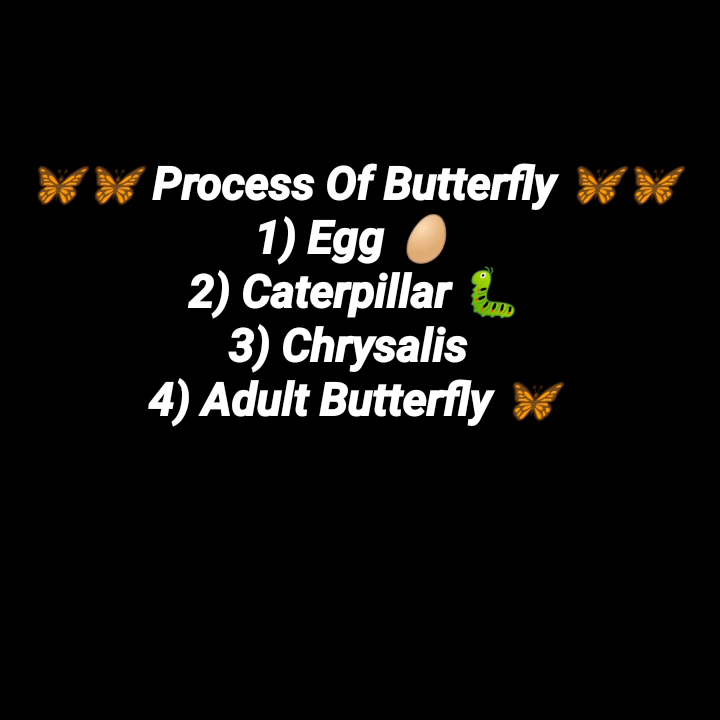 🦋🦋 Process Of Butterfly 🦋🦋
1) Egg 🥚
2) Caterpillar 🐛
3) Chrysalis
4) Adult Butterfly 🦋